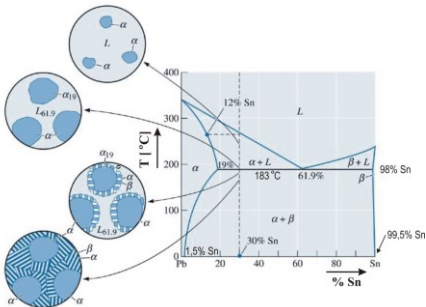 α
L
α
α
α₁₉
L₆₁.₉
α
α₁₉
α
β
L₆₁.₉
α
α
β
α
α
T [°C]
400
300
200
100
0
12% Sn
L
α
19%
α+L
183°C
61.9%
β+L
β
98% Sn
α + β
1,5% Sn
30% Sn
99,5% Sn
Pb
20
40
60
80
Sn
% Sn